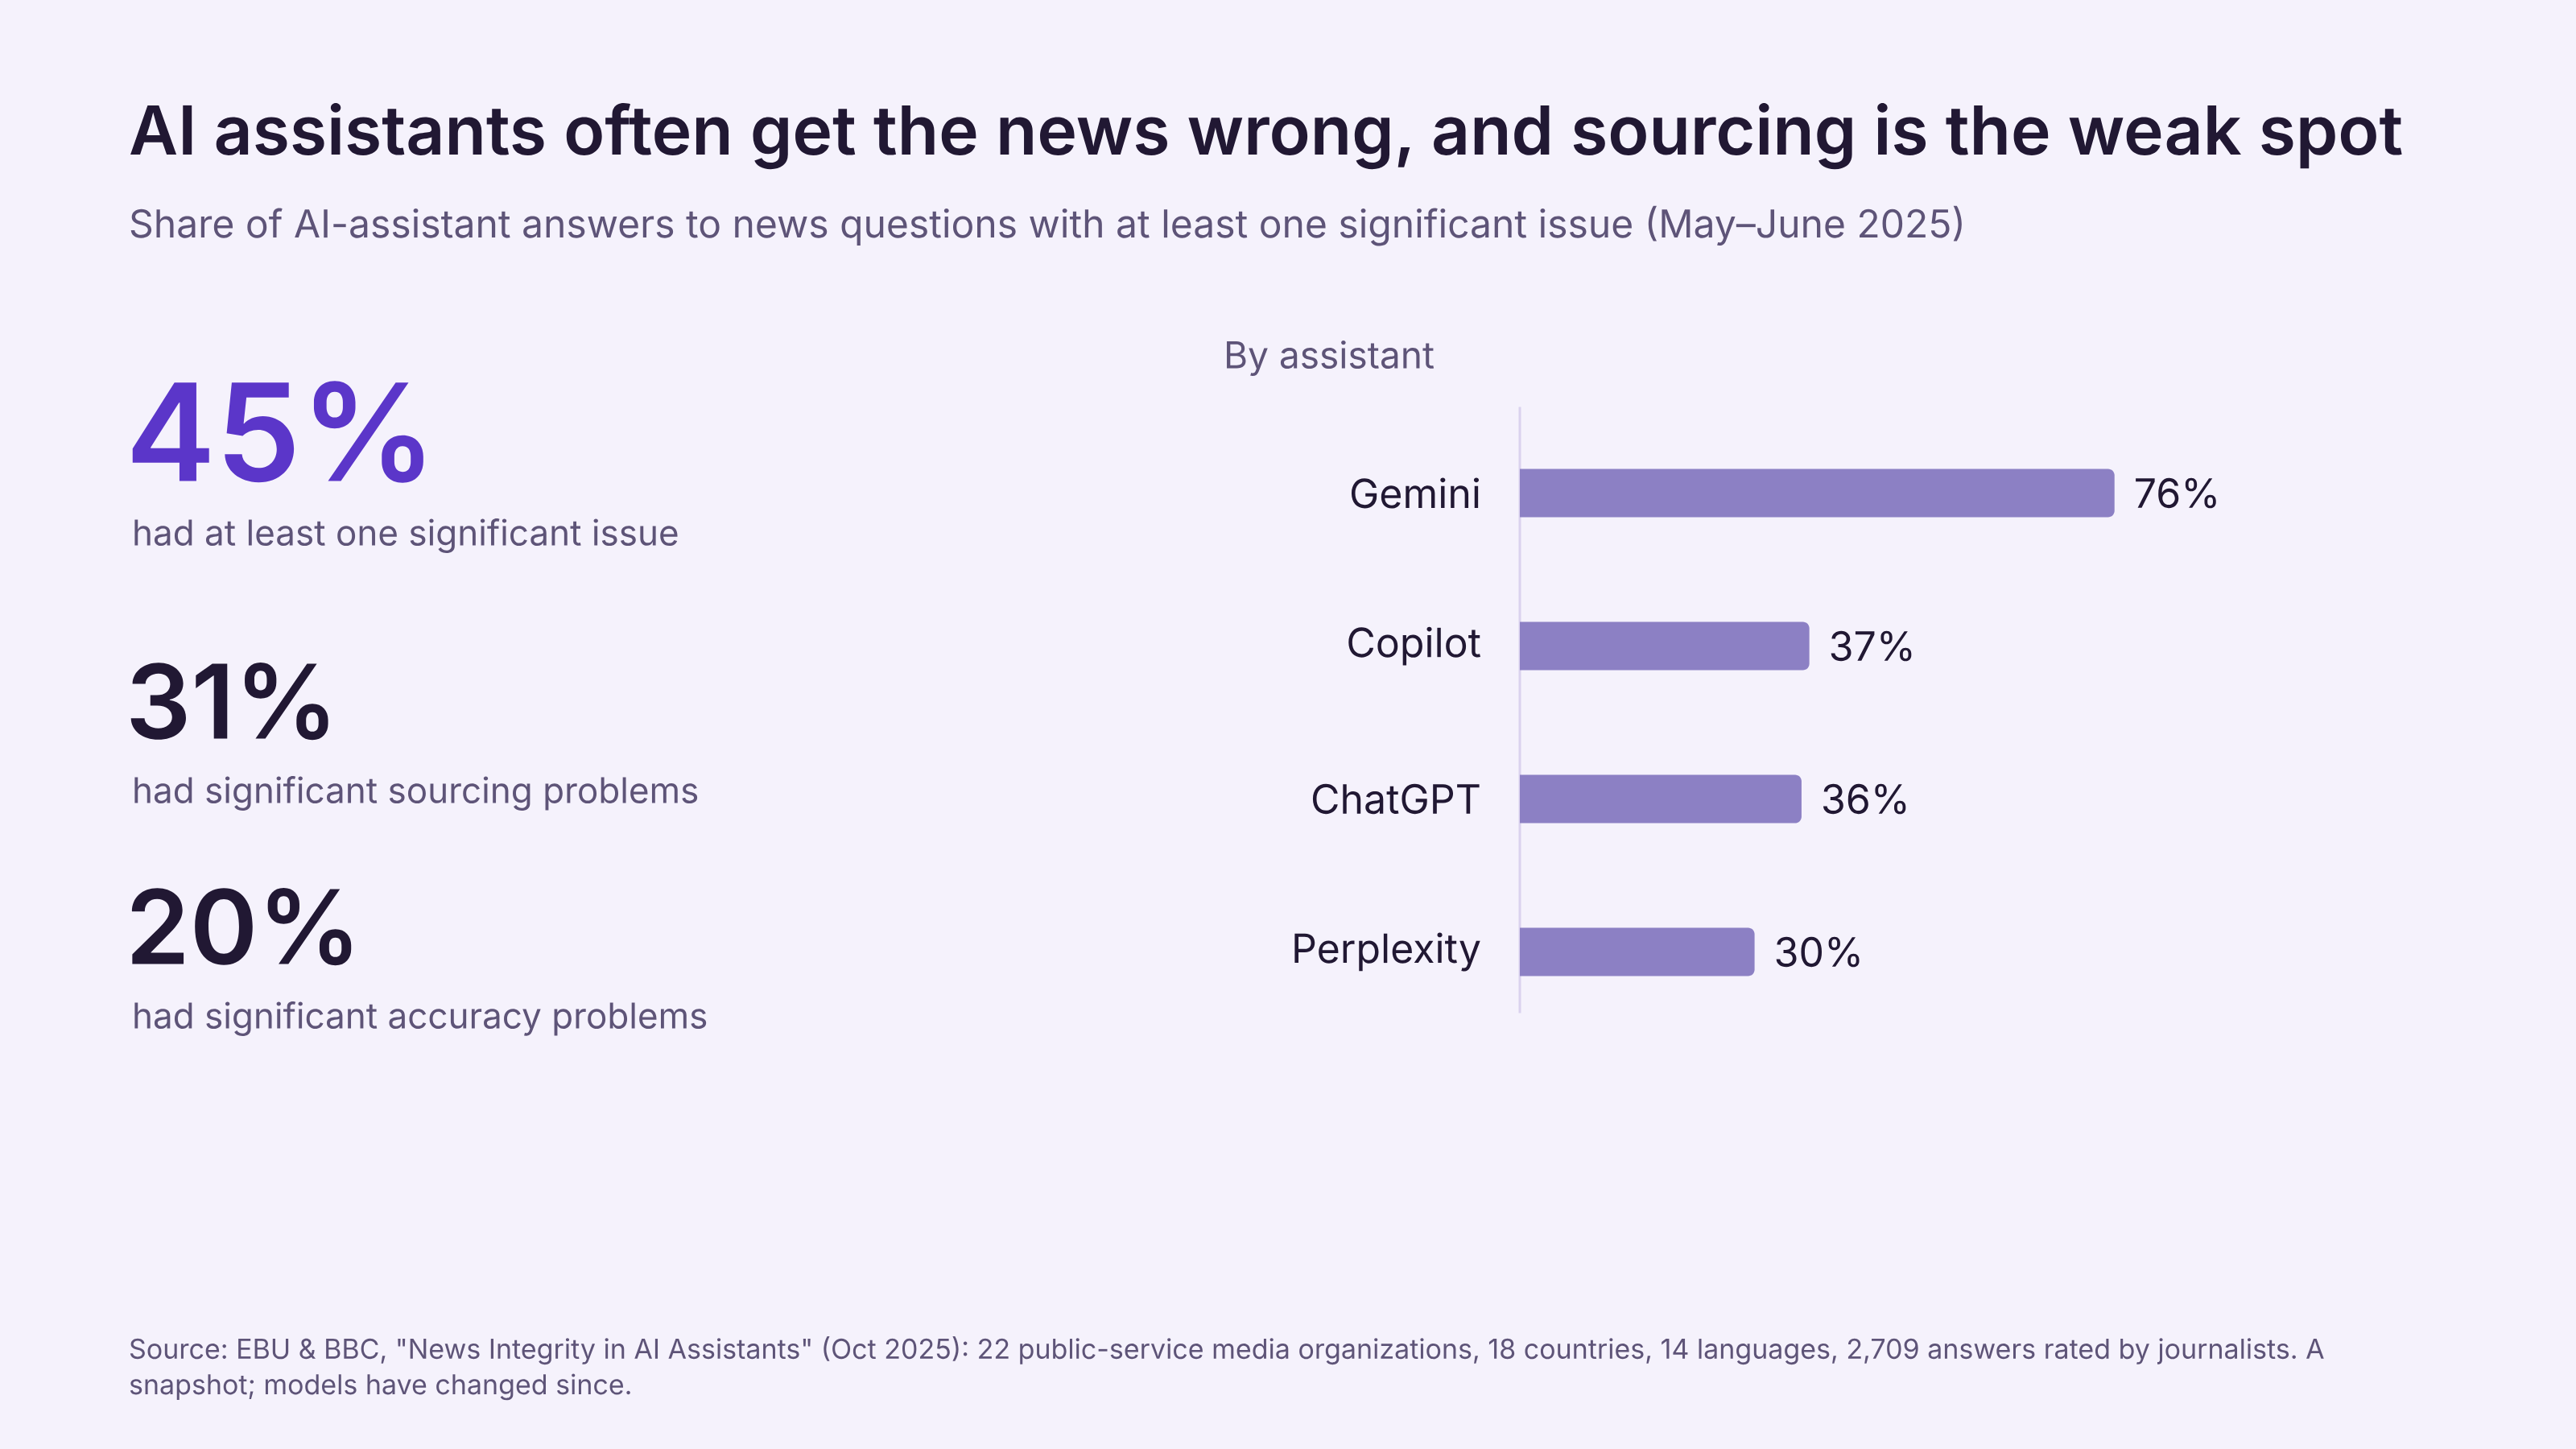 AI assistants often get the news wrong, and sourcing is the weak spot
Share of AI-assistant answers to news questions with at least one significant issue (May–June 2025)
45%
had at least one significant issue
31%
had significant sourcing problems
20%
had significant accuracy problems
By assistant
Gemini 76%
Copilot 37%
ChatGPT 36%
Perplexity 30%
Source: EBU & BBC, "News Integrity in AI Assistants" (Oct 2025): 22 public-service media organizations, 18 countries, 14 languages, 2,709 answers rated by journalists. A
snapshot; models have changed since.